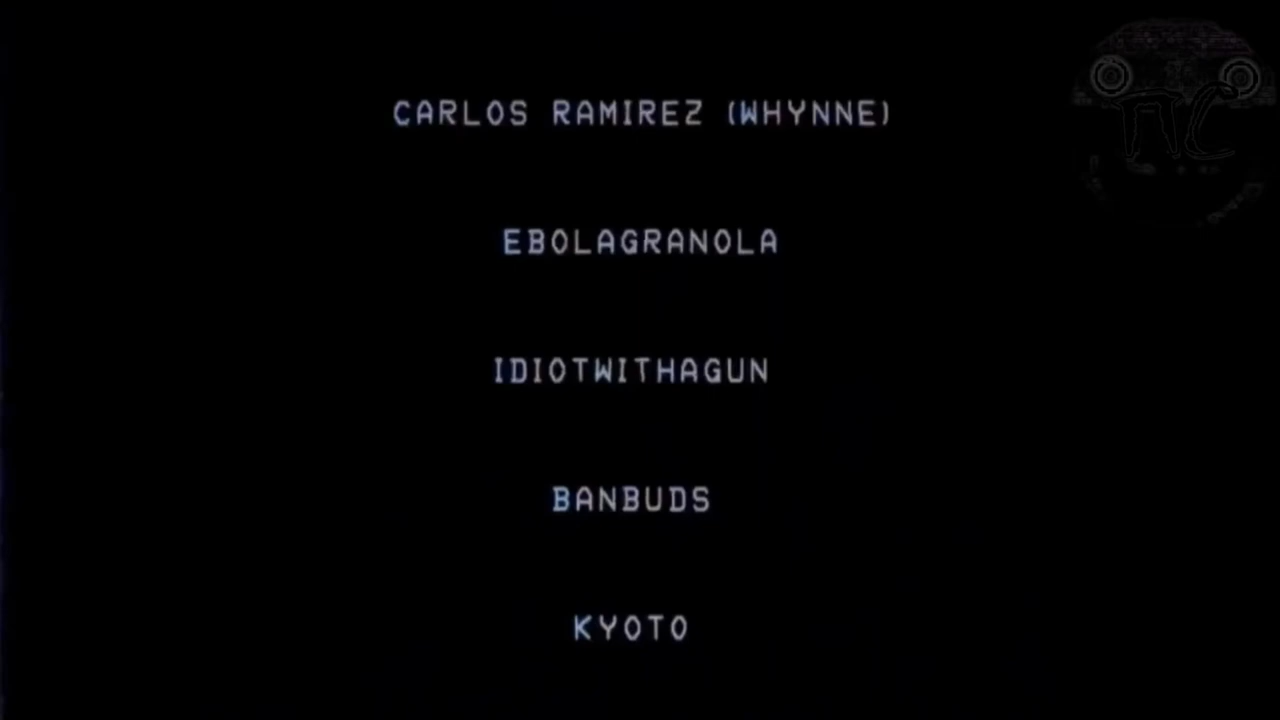 CARLOS RAMIREZ (WHYNNE)
EBOLAGRANOLA
IDIOTWITHAGUN
BANBUDS
KYOTO